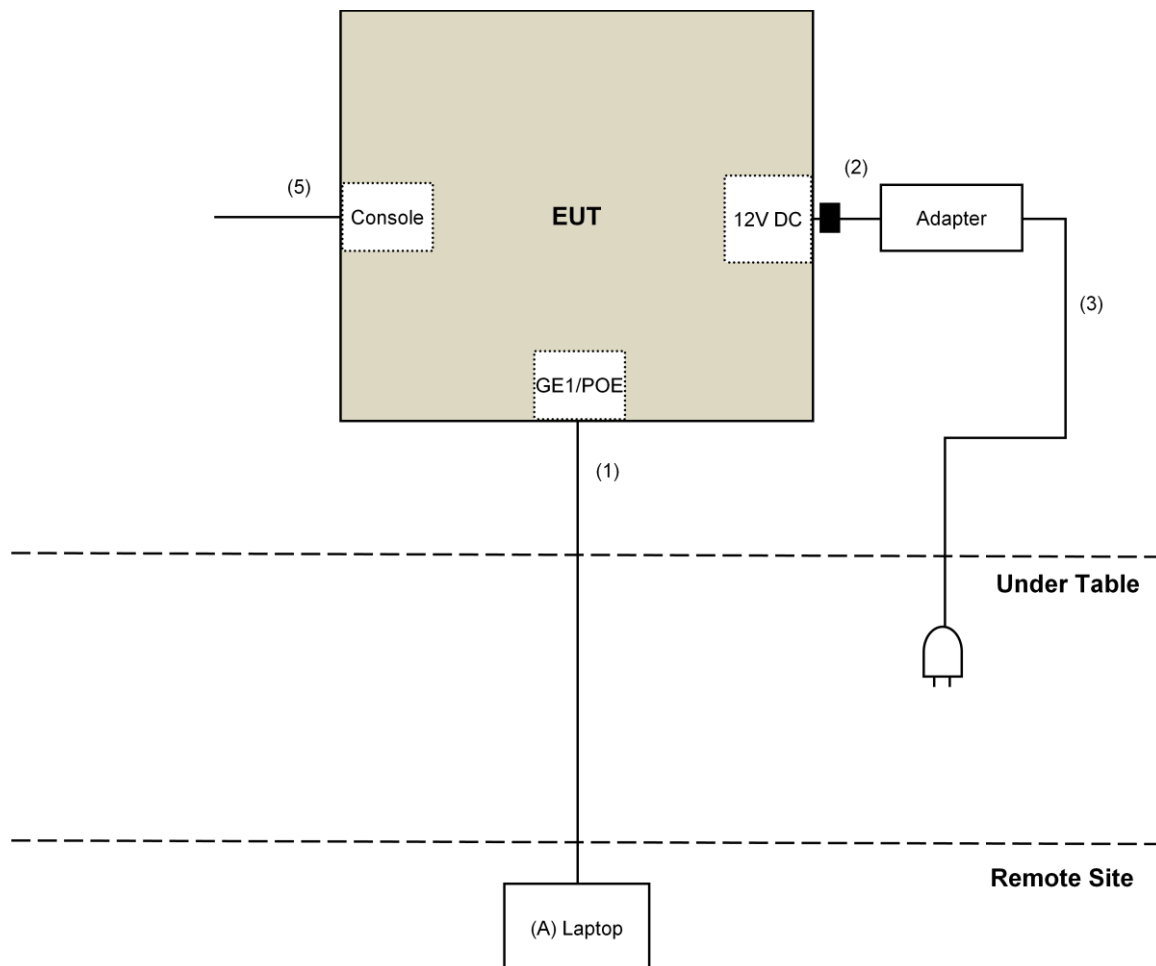 (2)
(5)
Console
EUT
12V DC
Adapter
(3)
GE1/POE
(1)
Under Table
Remote Site
(A) Laptop